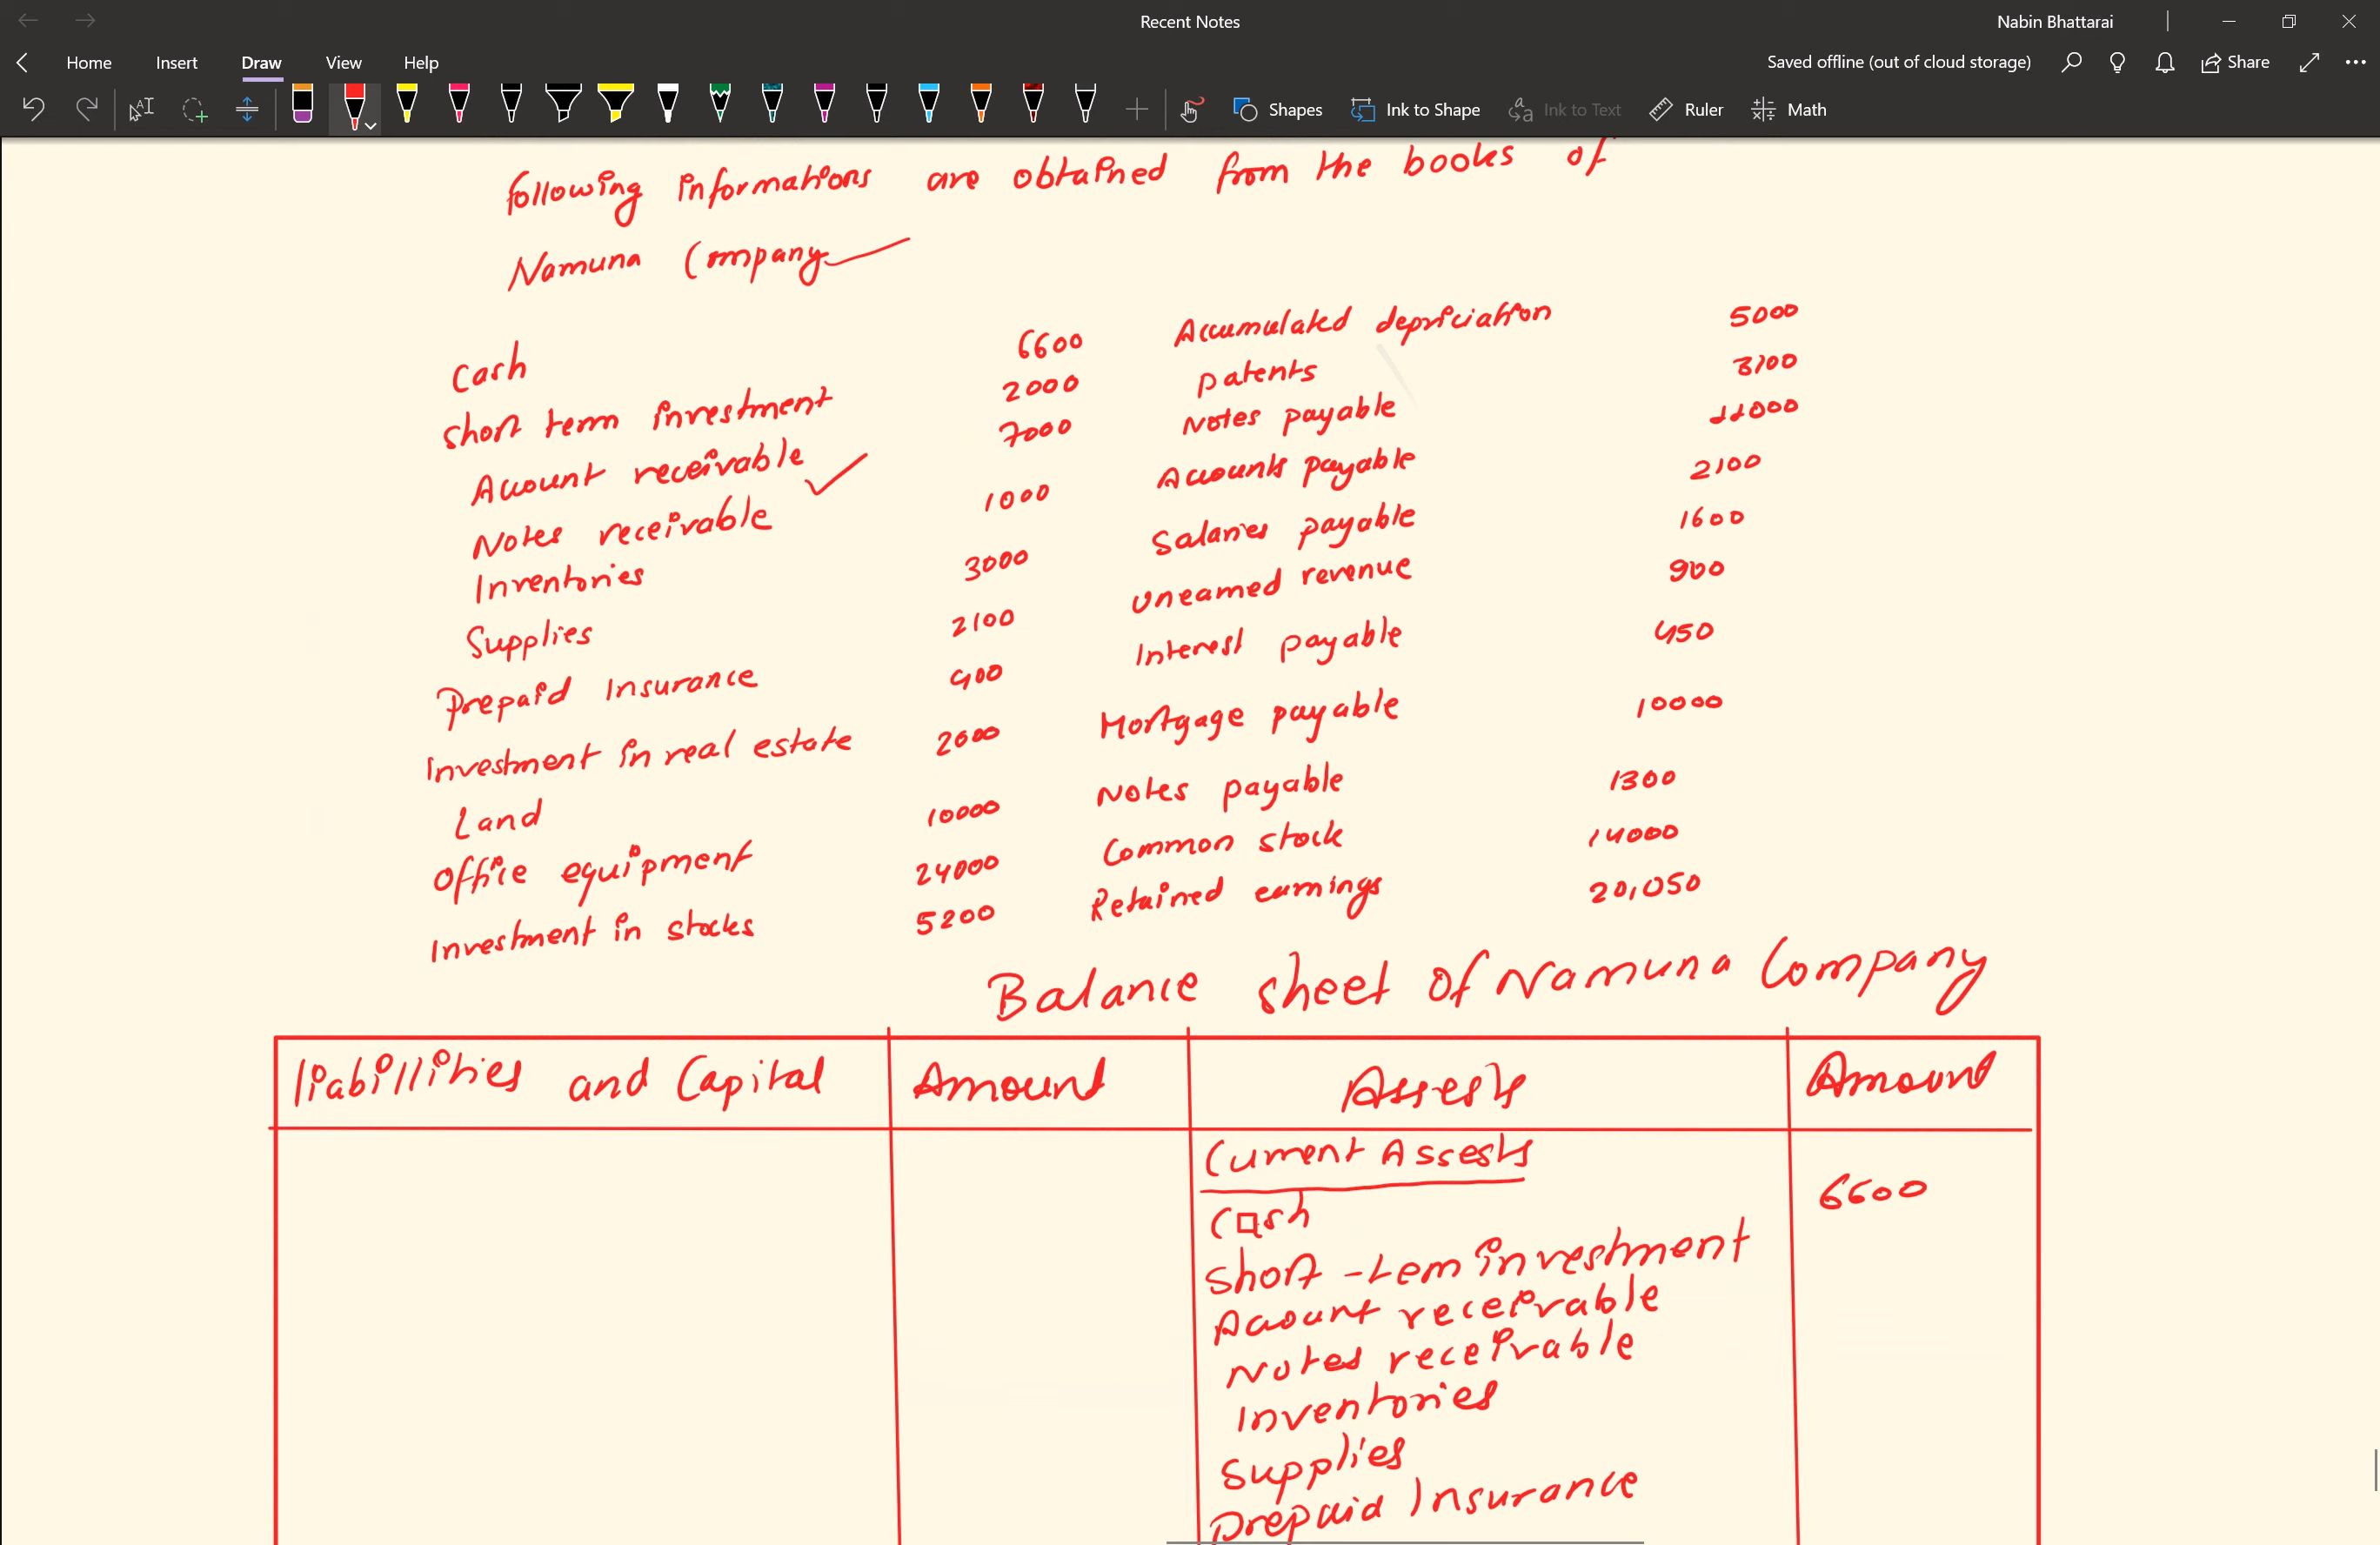 Recent Notes
Nabin Bhattarai
Home Insert Draw View Help
Saved offline (out of cloud storage)
Share
Shapes Ink to Shape Ink to Text Ruler Math
following informations are obtained from the books of
Namuna Company
Cash 6600 Accumulated depriciation 5000
Short term investment 2000 patents 3100
Account receivable 7000 Notes payable 11000
Notes receivable 1000 Accounts payable 2100
Inventories 3000 Salaries payable 1600
Supplies 2100 Unearned revenue 900
Prepaid Insurance 900 Interest payable 450
Investment in real estate 2000 Mortgage payable 10000
Land 10000 Notes payable 1300
Office equipment 24000 Common stock 14000
Investment in stocks 5200 Retained earnings 20,050
Balance sheet of Namuna Company
liabillities and Capital Amount Assests Amount
Current Assests
Cash 6600
Short-term investment
Account receivable
Notes receivable
Inventories
Supplies
Prepaid Insurance